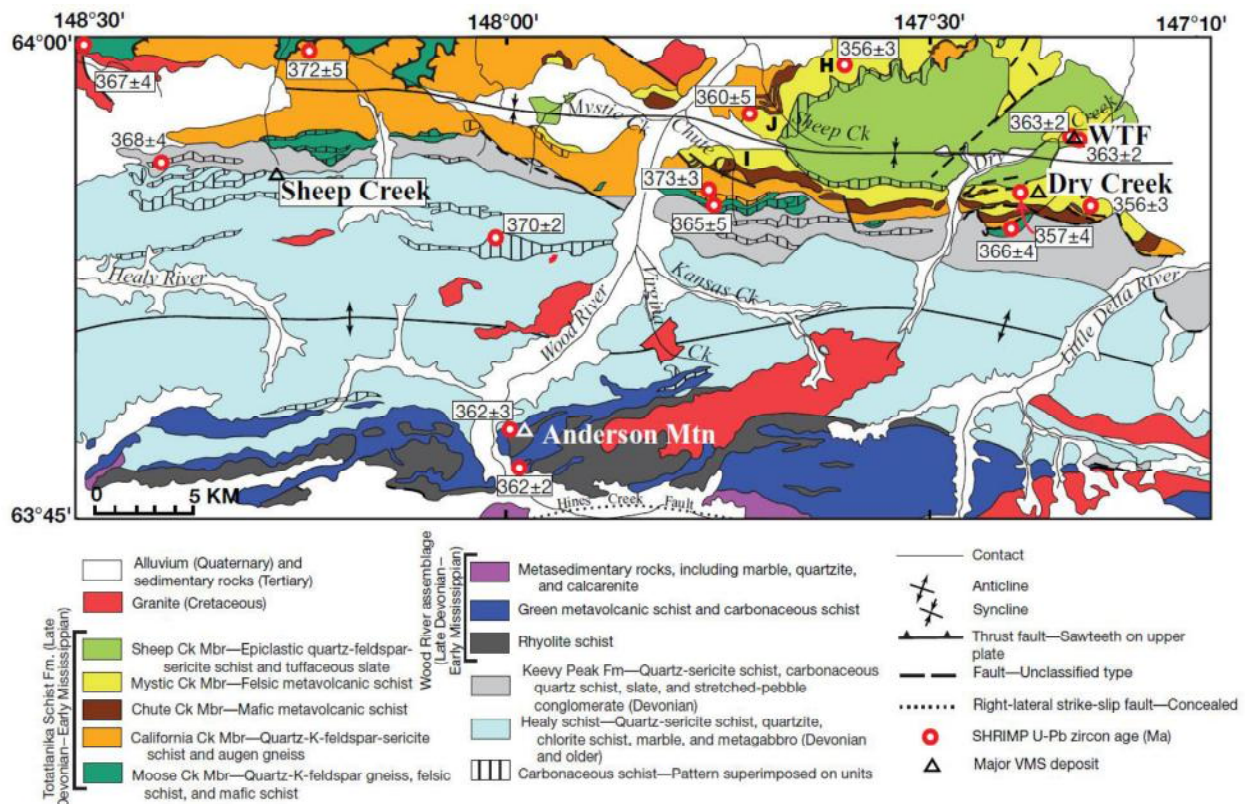 148°30'
148°00'
147°30'
147°10'
64°00'
367±4
372±5
356±3
H
360±5
J
Mystic Ck
Chute
Sheep Ck
363±2
Creek
WTF
363±2
Dry
368±4
Sheep Creek
373±3
I
Dry Creek
356±3
370±2
365±5
366±4
357±4
Healy River
Wood River
Virginia
Ck
Kansas Ck
Little Delta River
362±3
Anderson Mtn
362±2
Hines Creek Fault
0 5 KM
63°45'
Totatlanika Schist Fm. (Late
Devonian–Early Mississippian)
Alluvium (Quaternary) and
sedimentary rocks (Tertiary)
Granite (Cretaceous)
Sheep Ck Mbr—Epiclastic quartz-feldspar-
sericite schist and tuffaceous slate
Mystic Ck Mbr—Felsic metavolcanic schist
Chute Ck Mbr—Mafic metavolcanic schist
California Ck Mbr—Quartz-K-feldspar-sericite
schist and augen gneiss
Moose Ck Mbr—Quartz-K-feldspar gneiss, felsic
schist, and mafic schist
Wood River assemblage
(Late Devonian–
Early Mississippian)
Metasedimentary rocks, including marble, quartzite,
and calcarenite
Green metavolcanic schist and carbonaceous schist
Rhyolite schist
Keevy Peak Fm—Quartz-sericite schist, carbonaceous
quartz schist, slate, and stretched-pebble
conglomerate (Devonian)
Healy schist—Quartz-sericite schist, quartzite,
chlorite schist, marble, and metagabbro (Devonian
and older)
Carbonaceous schist—Pattern superimposed on units
Contact
Anticline
Syncline
Thrust fault—Sawteeth on upper
plate
Fault—Unclassified type
Right-lateral strike-slip fault—Concealed
SHRIMP U-Pb zircon age (Ma)
Major VMS deposit